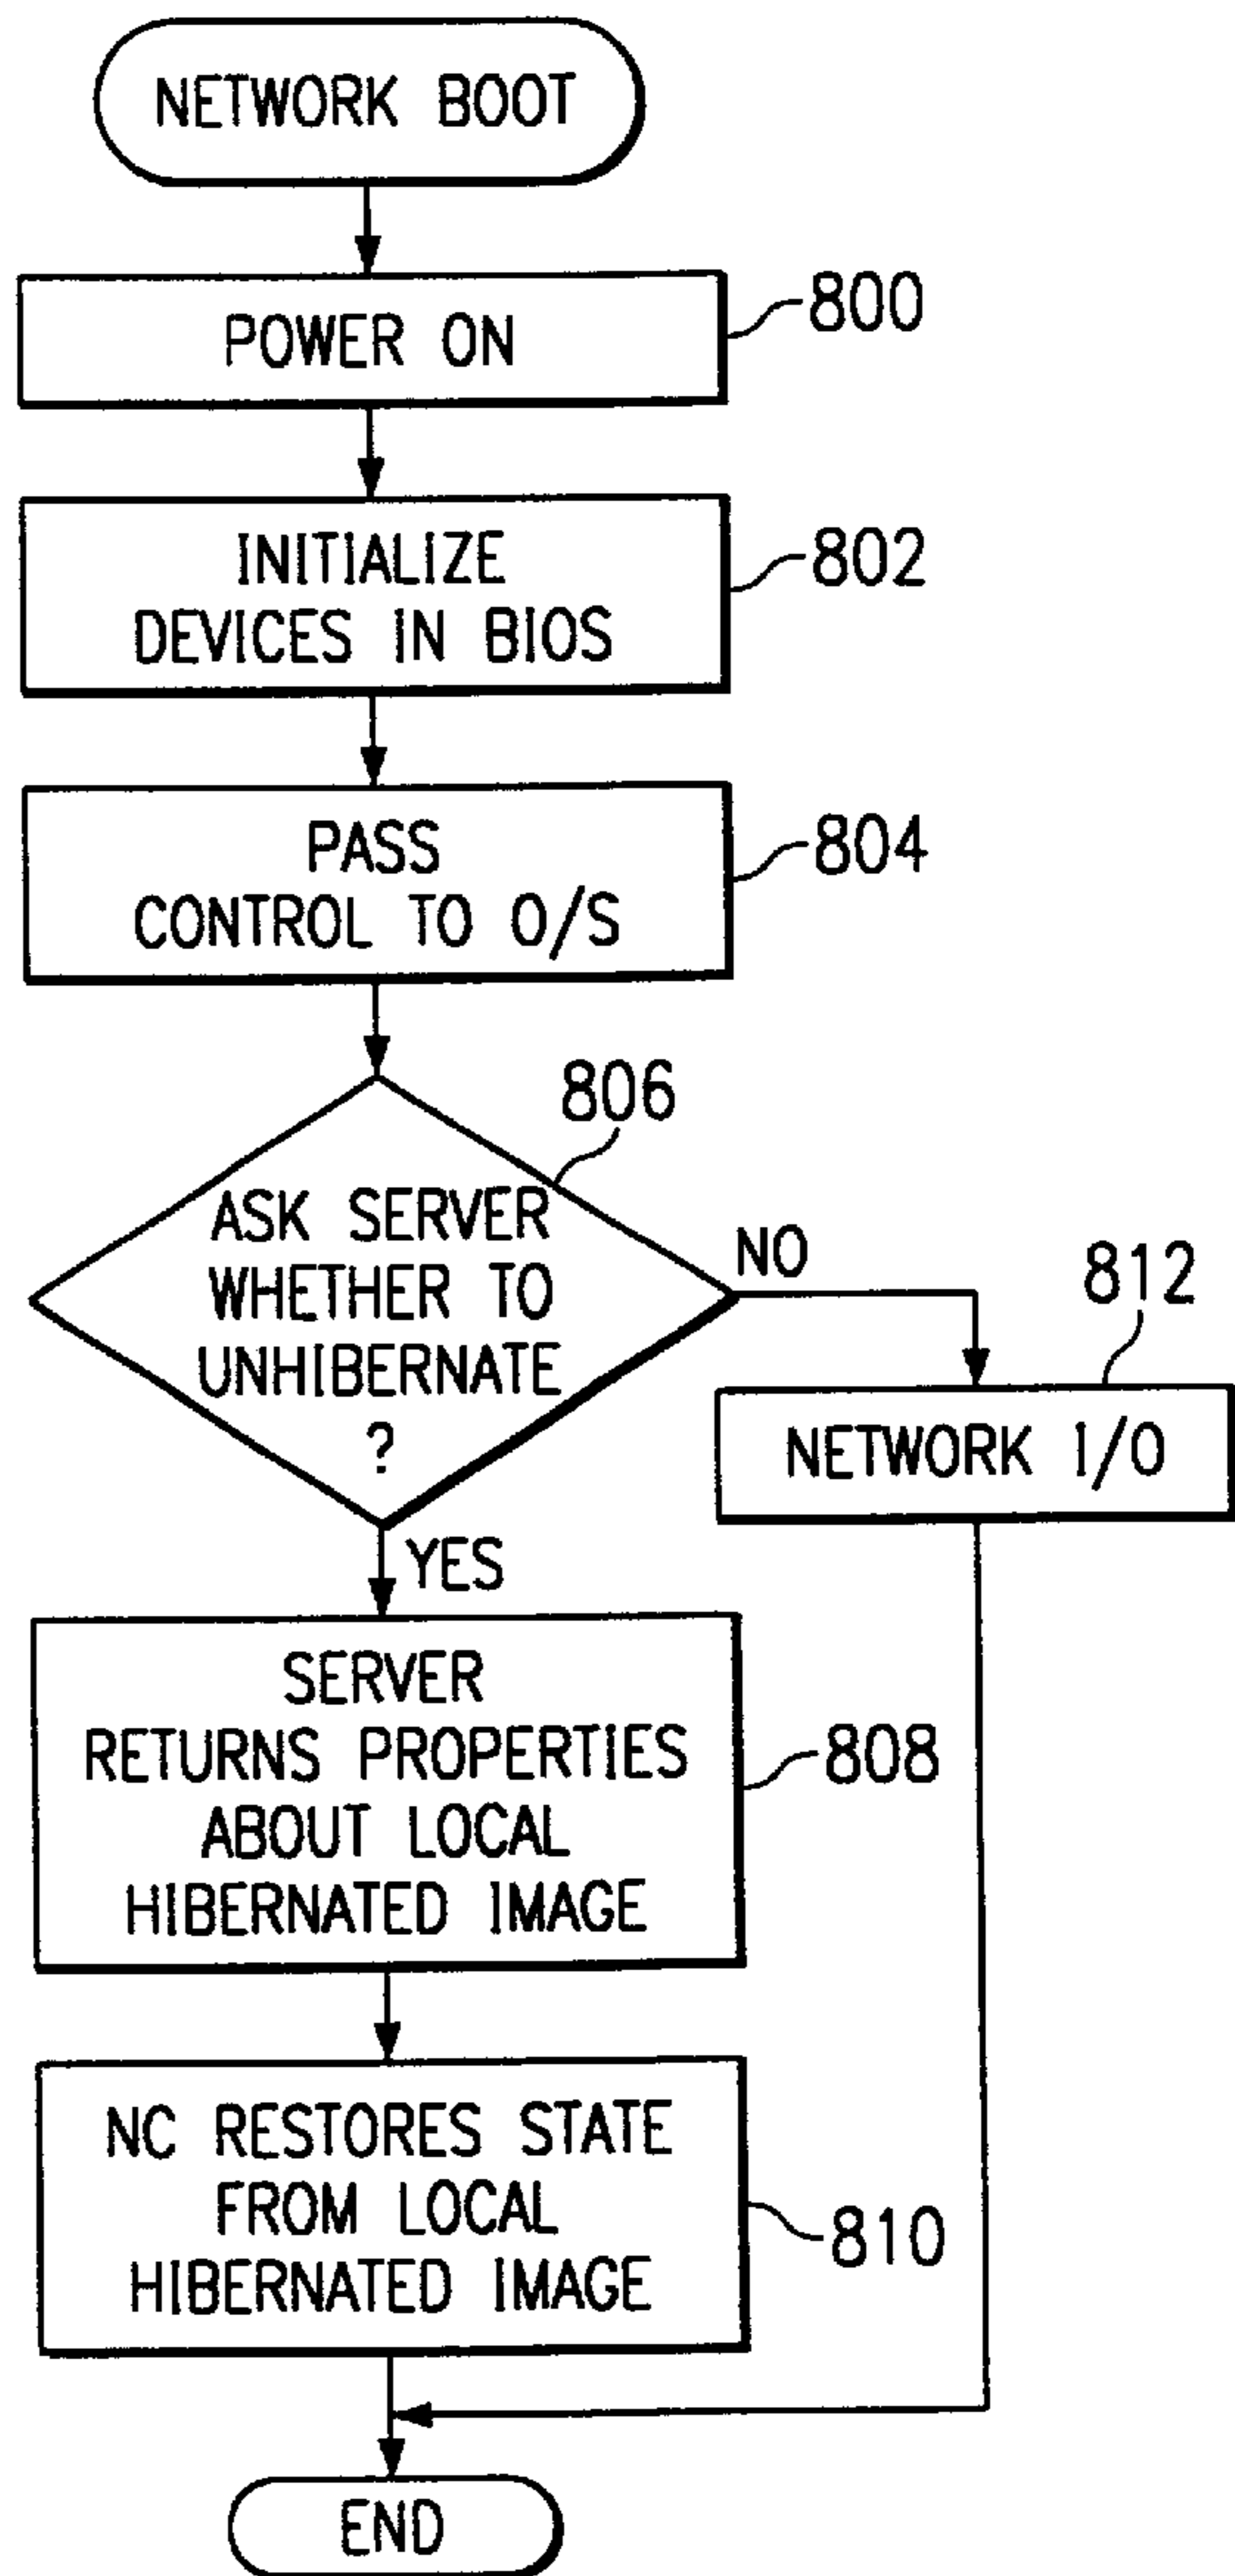 NETWORK BOOT
POWER ON
800
INITIALIZE
DEVICES IN BIOS
802
PASS
CONTROL TO O/S
804
806
ASK SERVER
WHETHER TO
UNHIBERNATE
?
NO
812
NETWORK I/O
YES
SERVER
RETURNS PROPERTIES
ABOUT LOCAL
HIBERNATED IMAGE
808
NC RESTORES STATE
FROM LOCAL
HIBERNATED IMAGE
810
END